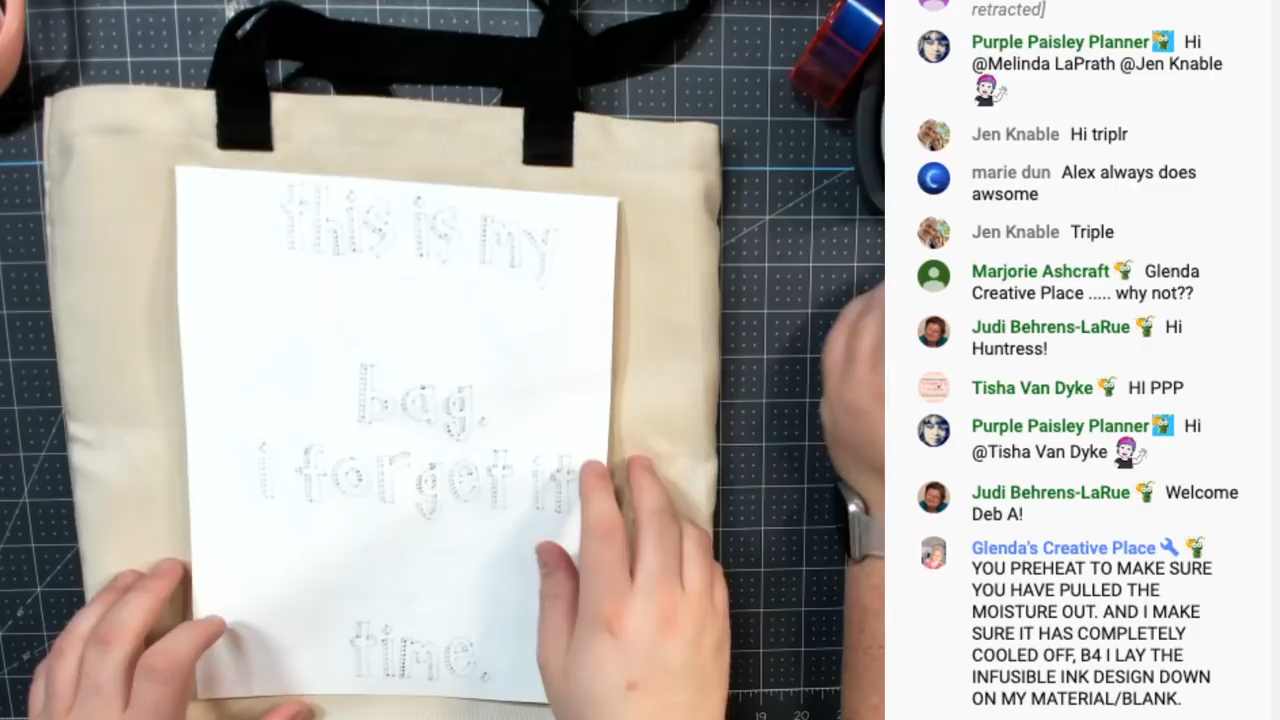 this is my
bag.
i forget it
time.
19 20
retracted]
Purple Paisley Planner Hi
@Melinda LaPrath @Jen Knable
Jen Knable Hi triplr
marie dun Alex always does
awsome
Jen Knable Triple
Marjorie Ashcraft Glenda
Creative Place ..... why not??
Judi Behrens-LaRue Hi
Huntress!
Tisha Van Dyke HI PPP
Purple Paisley Planner Hi
@Tisha Van Dyke
Judi Behrens-LaRue Welcome
Deb A!
Glenda's Creative Place
YOU PREHEAT TO MAKE SURE
YOU HAVE PULLED THE
MOISTURE OUT. AND I MAKE
SURE IT HAS COMPLETELY
COOLED OFF, B4 I LAY THE
INFUSIBLE INK DESIGN DOWN
ON MY MATERIAL/BLANK.